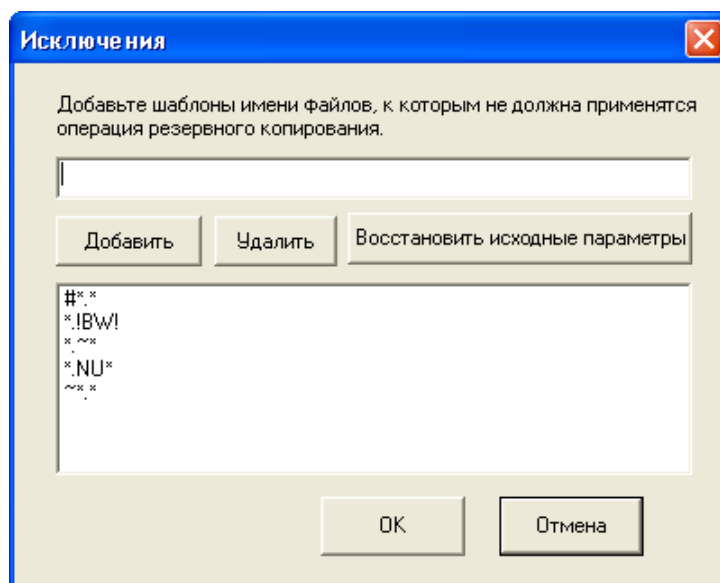 Исключения
Добавьте шаблоны имени файлов, к которым не должна применятся
операция резервного копирования.
Добавить Удалить Восстановить исходные параметры
#*.*
*.!BW!
*.~*
*.NU*
~*.*
OK Отмена